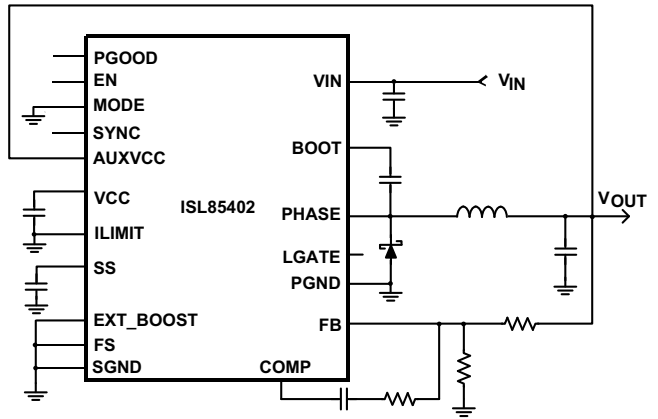 PGOOD
EN
MODE
SYNC
AUXVCC
VCC
ILIMIT
SS
EXT_BOOST
FS
SGND
ISL85402
COMP
VIN
BOOT
PHASE
LGATE
PGND
FB
VIN
VOUT